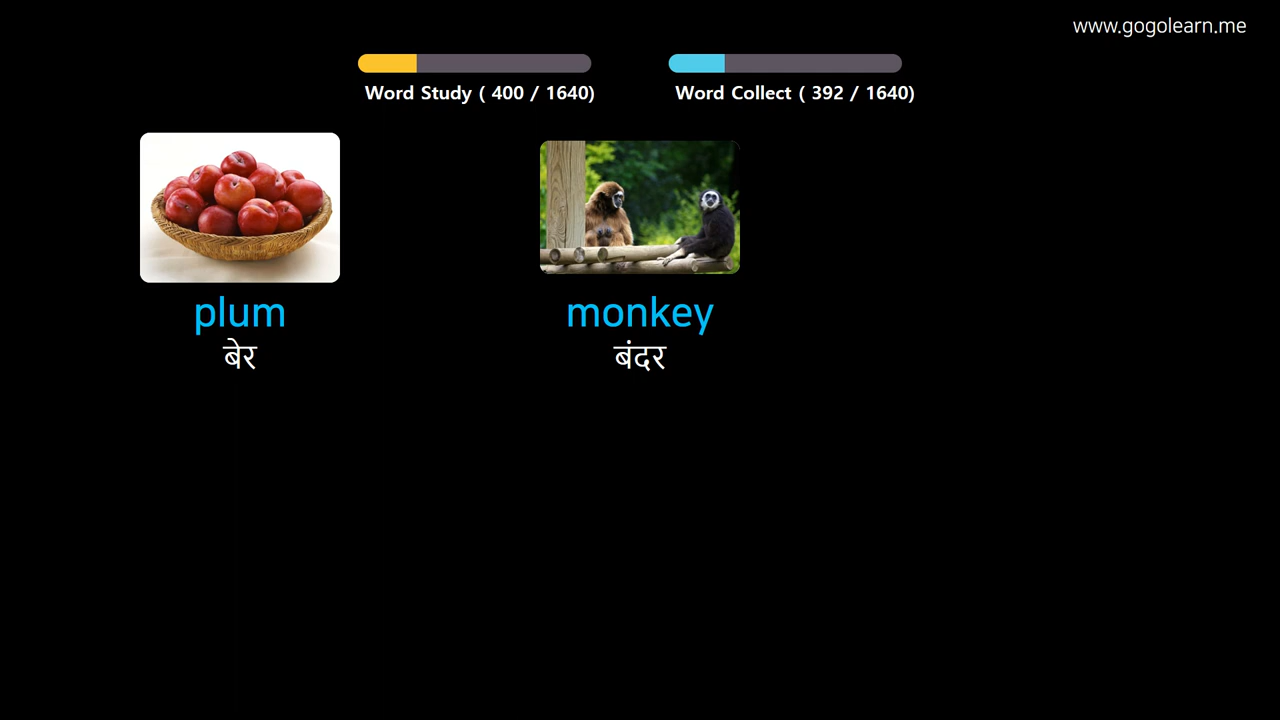 www.gogolearn.me
Word Study ( 400 / 1640)
Word Collect ( 392 / 1640)
plum
बेर
monkey
बंदर